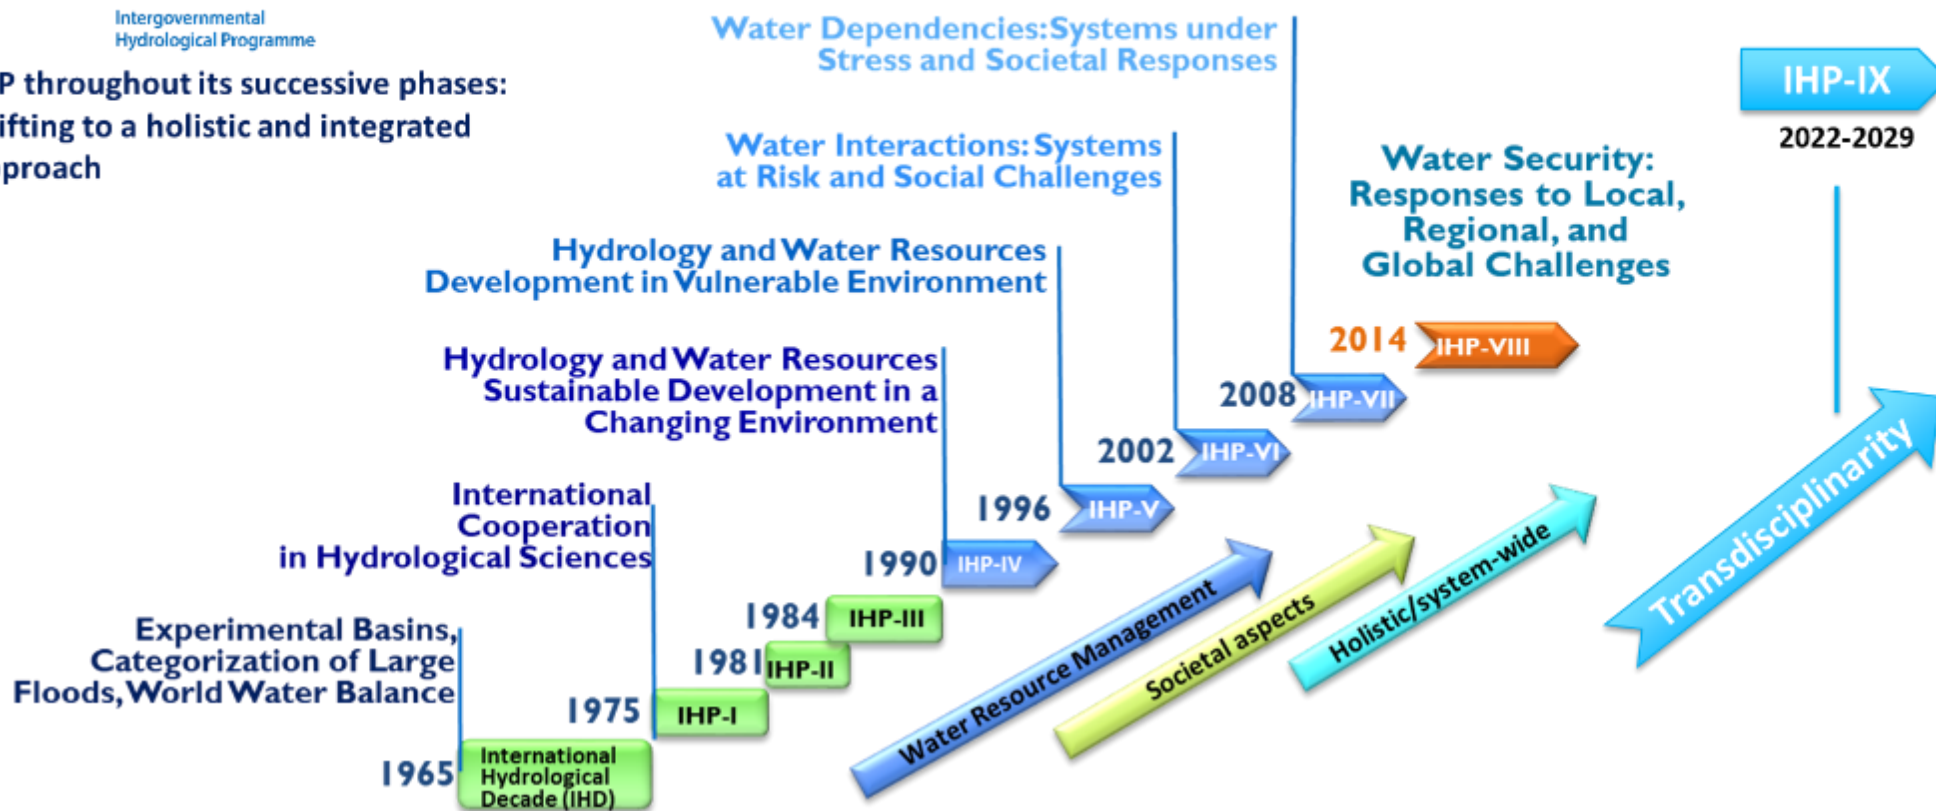 Intergovernmental
Hydrological Programme
P throughout its successive phases:
ifting to a holistic and integrated
proach
Water Dependencies: Systems under
Stress and Societal Responses
IHP-IX
2022-2029
Water Interactions: Systems
at Risk and Social Challenges
Water Security:
Responses to Local,
Regional, and
Global Challenges
Hydrology and Water Resources
Development in Vulnerable Environment
2014
IHP-VIII
Hydrology and Water Resources
Sustainable Development in a
Changing Environment
2008
IHP-VII
2002
IHP-VI
International
Cooperation
in Hydrological Sciences
1996
IHP-V
1990
IHP-IV
Experimental Basins,
Categorization of Large
Floods, World Water Balance
1984
IHP-III
1981
IHP-II
1975
IHP-I
1965
International
Hydrological
Decade (IHD)
Water Resource Management
Societal aspects
Holistic/system-wide
Transdisciplinarity